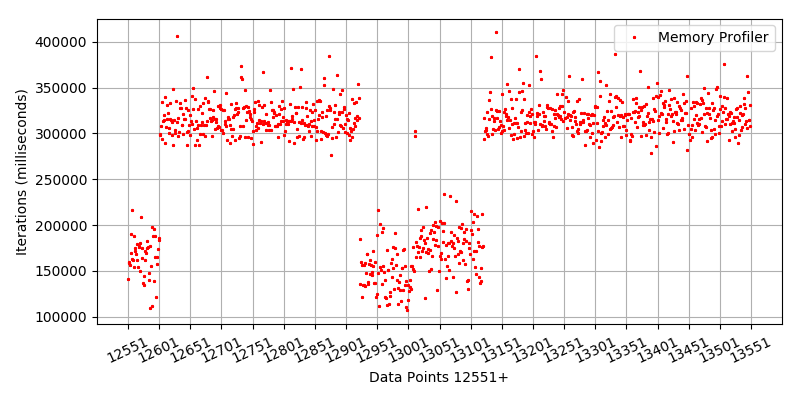 Memory Profiler
400000
350000
300000
250000
200000
150000
100000
Iterations (milliseconds)
12551 12601 12651 12701 12751 12801 12851 12901 12951 13001 13051 13101 13151 13201 13251 13301 13351 13401 13451 13501 13551
Data Points 12551+